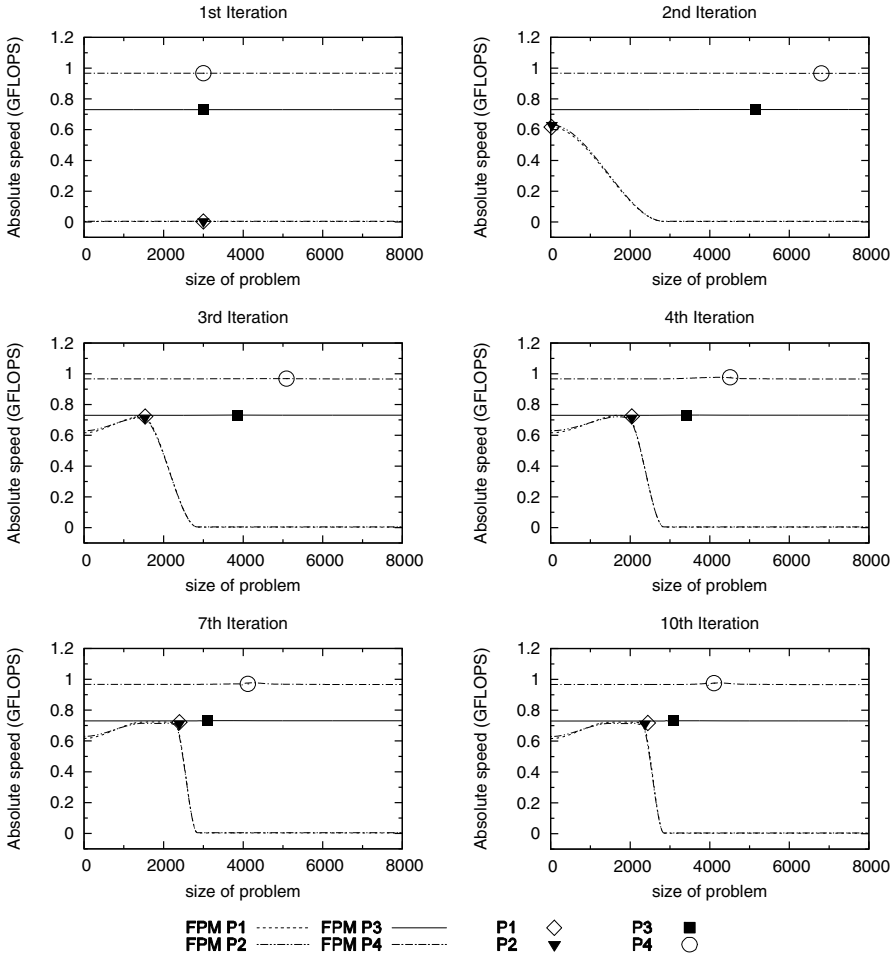 1st Iteration
Absolute speed (GFLOPS)
1.2
1
0.8
0.6
0.4
0.2
0
0 2000 4000 6000 8000
size of problem
2nd Iteration
Absolute speed (GFLOPS)
1.2
1
0.8
0.6
0.4
0.2
0
0 2000 4000 6000 8000
size of problem
3rd Iteration
Absolute speed (GFLOPS)
1.2
1
0.8
0.6
0.4
0.2
0
0 2000 4000 6000 8000
size of problem
4th Iteration
Absolute speed (GFLOPS)
1.2
1
0.8
0.6
0.4
0.2
0
0 2000 4000 6000 8000
size of problem
7th Iteration
Absolute speed (GFLOPS)
1.2
1
0.8
0.6
0.4
0.2
0
0 2000 4000 6000 8000
size of problem
10th Iteration
Absolute speed (GFLOPS)
1.2
1
0.8
0.6
0.4
0.2
0
0 2000 4000 6000 8000
size of problem
FPM P1 FPM P3 P1 P3
FPM P2 FPM P4 P2 P4